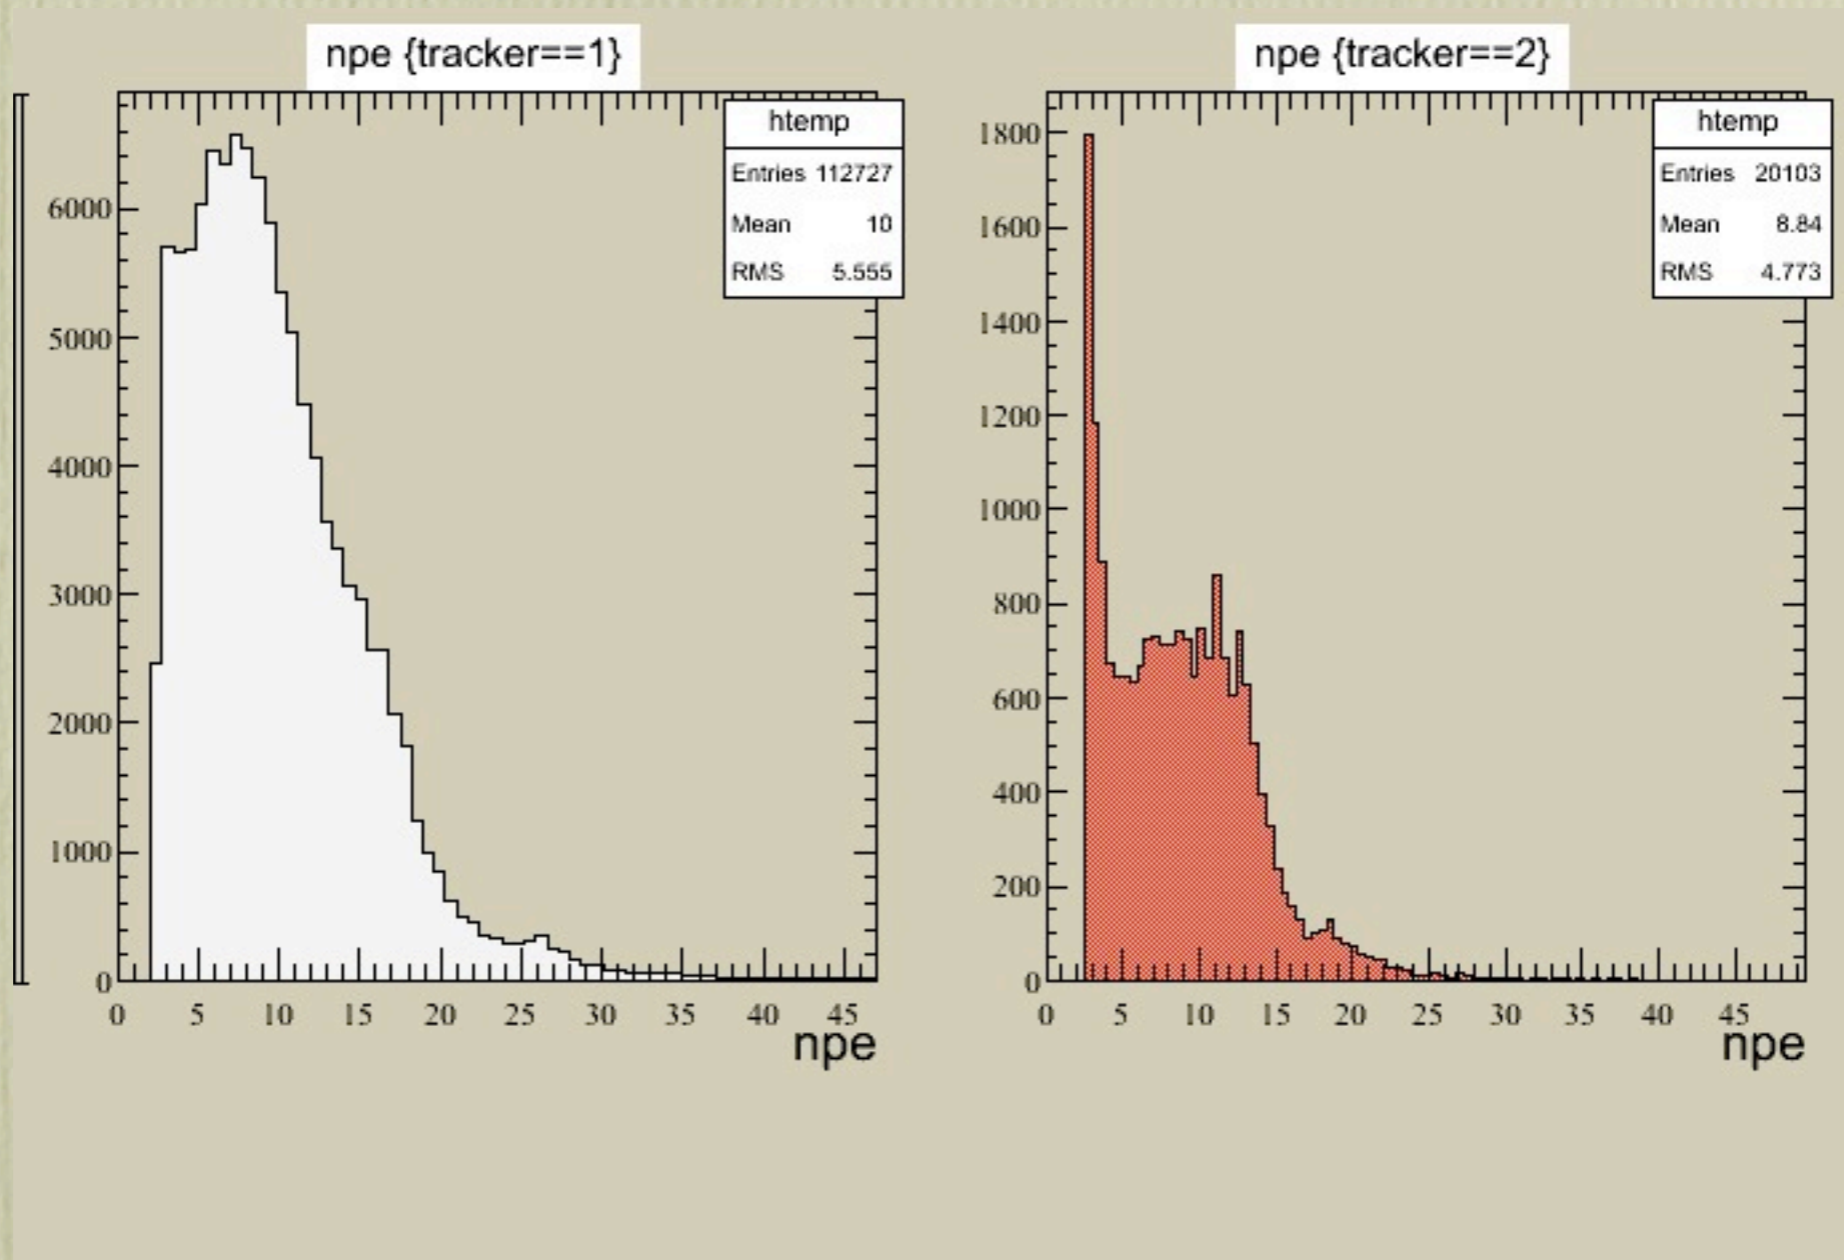 npe {tracker==1}
htemp
Entries 112727
Mean 10
RMS 5.555
6000
5000
4000
3000
2000
1000
0
0 5 10 15 20 25 30 35 40 45
npe
npe {tracker==2}
htemp
Entries 20103
Mean 8.84
RMS 4.773
1800
1600
1400
1200
1000
800
600
400
200
0
0 5 10 15 20 25 30 35 40 45
npe